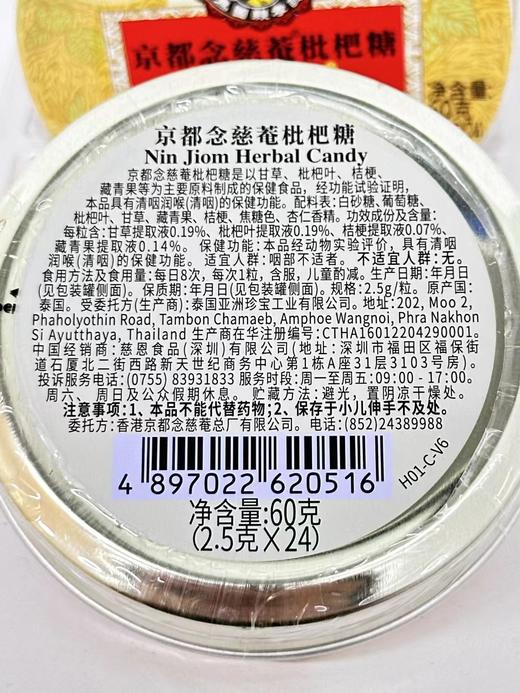 京都念慈菴枇杷糖
净含量:
60克
京都念慈菴枇杷糖
Nin Jiom Herbal Candy
京都念慈菴枇杷糖是以甘草、枇杷叶、桔梗、
藏青果等为主要原料制成的保健食品，经功能试验证明，
本品具有清咽润喉(清咽)的保健功能。配料表:白砂糖、葡萄糖、
枇杷叶、甘草、藏青果、桔梗、焦糖色、杏仁香精。功效成份及含量:
每粒含:甘草提取液0.19%、枇杷叶提取液0.19%、桔梗提取液0.07%、
藏青果提取液0.14%。保健功能:本品经动物实验评价，具有清咽
润喉(清咽)的保健功能。适宜人群:咽部不适者。不适宜人群:无。
食用方法及食用量:每日8次，每次1粒，含服，儿童酌减。生产日期:年月日
(见包装罐侧面)。保质期:年月日(见包装罐侧面)。规格:2.5g/粒。原产国:
泰国。受委托方(生产商):泰国亚洲珍宝工业有限公司。地址:202, Moo 2,
Phaholyothin Road, Tambon Chamaeb, Amphoe Wangnoi, Phra Nakhon
Si Ayutthaya, Thailand 生产商在华注册编号:CTHA16012204290001.
中国经销商:慈恩食品(深圳)有限公司(地址:深圳市福田区福保街
道石厦北二街西路新天世纪商务中心第1栋A座31层3103号房)。
投诉服务电话:(0755) 83931833 服务时段:周一至周五:09:00 - 17:00。
周六、周日及公众假期休息。贮藏方法:避光，置阴凉干燥处。
注意事项:1、本品不能代替药物;2、保存于小儿伸手不及处。
委托方:香港京都念慈菴总厂有限公司。电话:(852)24389988
4 897022 620516
H01-C-V6
净含量:60克
(2.5克X24)